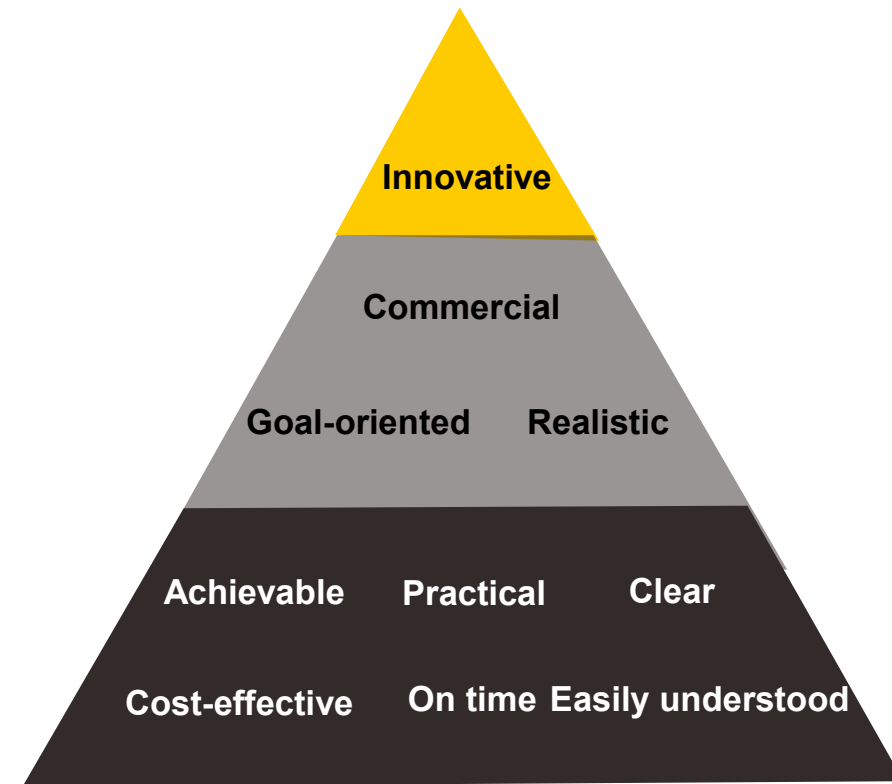 Innovative
Commercial
Goal-oriented Realistic
Achievable Practical Clear
Cost-effective On time Easily understood